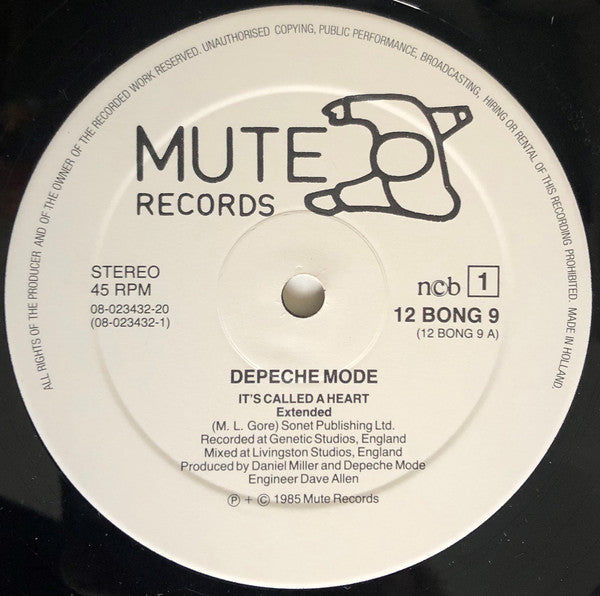 ALL RIGHTS OF THE PRODUCER AND OF THE OWNER OF THE RECORDED WORK RESERVED. UNAUTHORISED COPYING, PUBLIC PERFORMANCE, BROADCASTING, HIRING OR RENTAL OF THIS RECORDING PROHIBITED. MADE IN HOLLAND.
MUTE
RECORDS
STEREO
45 RPM
08-023432-20
(08-023432-1)
ncb 1
12 BONG 9
(12 BONG 9 A)
DEPECHE MODE
IT'S CALLED A HEART
Extended
(M. L. Gore) Sonet Publishing Ltd.
Recorded at Genetic Studios, England
Mixed at Livingston Studios, England
Produced by Daniel Miller and Depeche Mode
Engineer Dave Allen
Ⓟ + © 1985 Mute Records